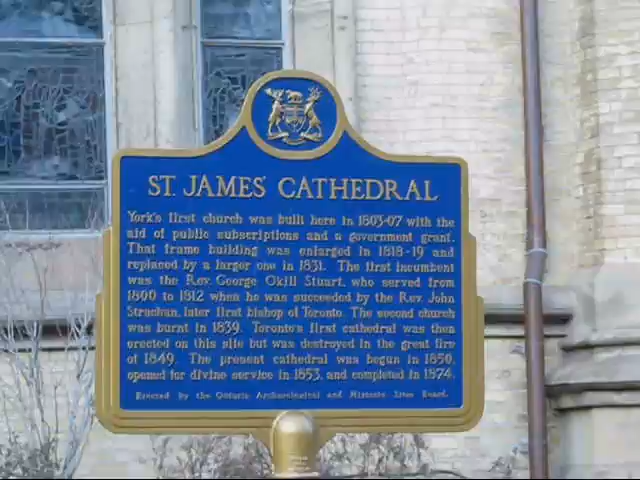 ST. JAMES' CATHEDRAL
York's first church was built here in 1803-07 with the
aid of public subscriptions and a government grant.
That frame building was enlarged in 1818-19 and
replaced by a larger one in 1831. The first incumbent
was the Rev. George Okill Stuart, who served from
1800 to 1812 when he was succeeded by the Rev. John
Strachan, later first bishop of Toronto. The second church
was burnt in 1839. Toronto's first cathedral was then
erected on this site but was destroyed in the great fire
of 1849. The present cathedral was begun in 1850,
opened for divine service in 1853, and completed in 1874.
Erected by the Ontario Archaeological and Historic Sites Board.